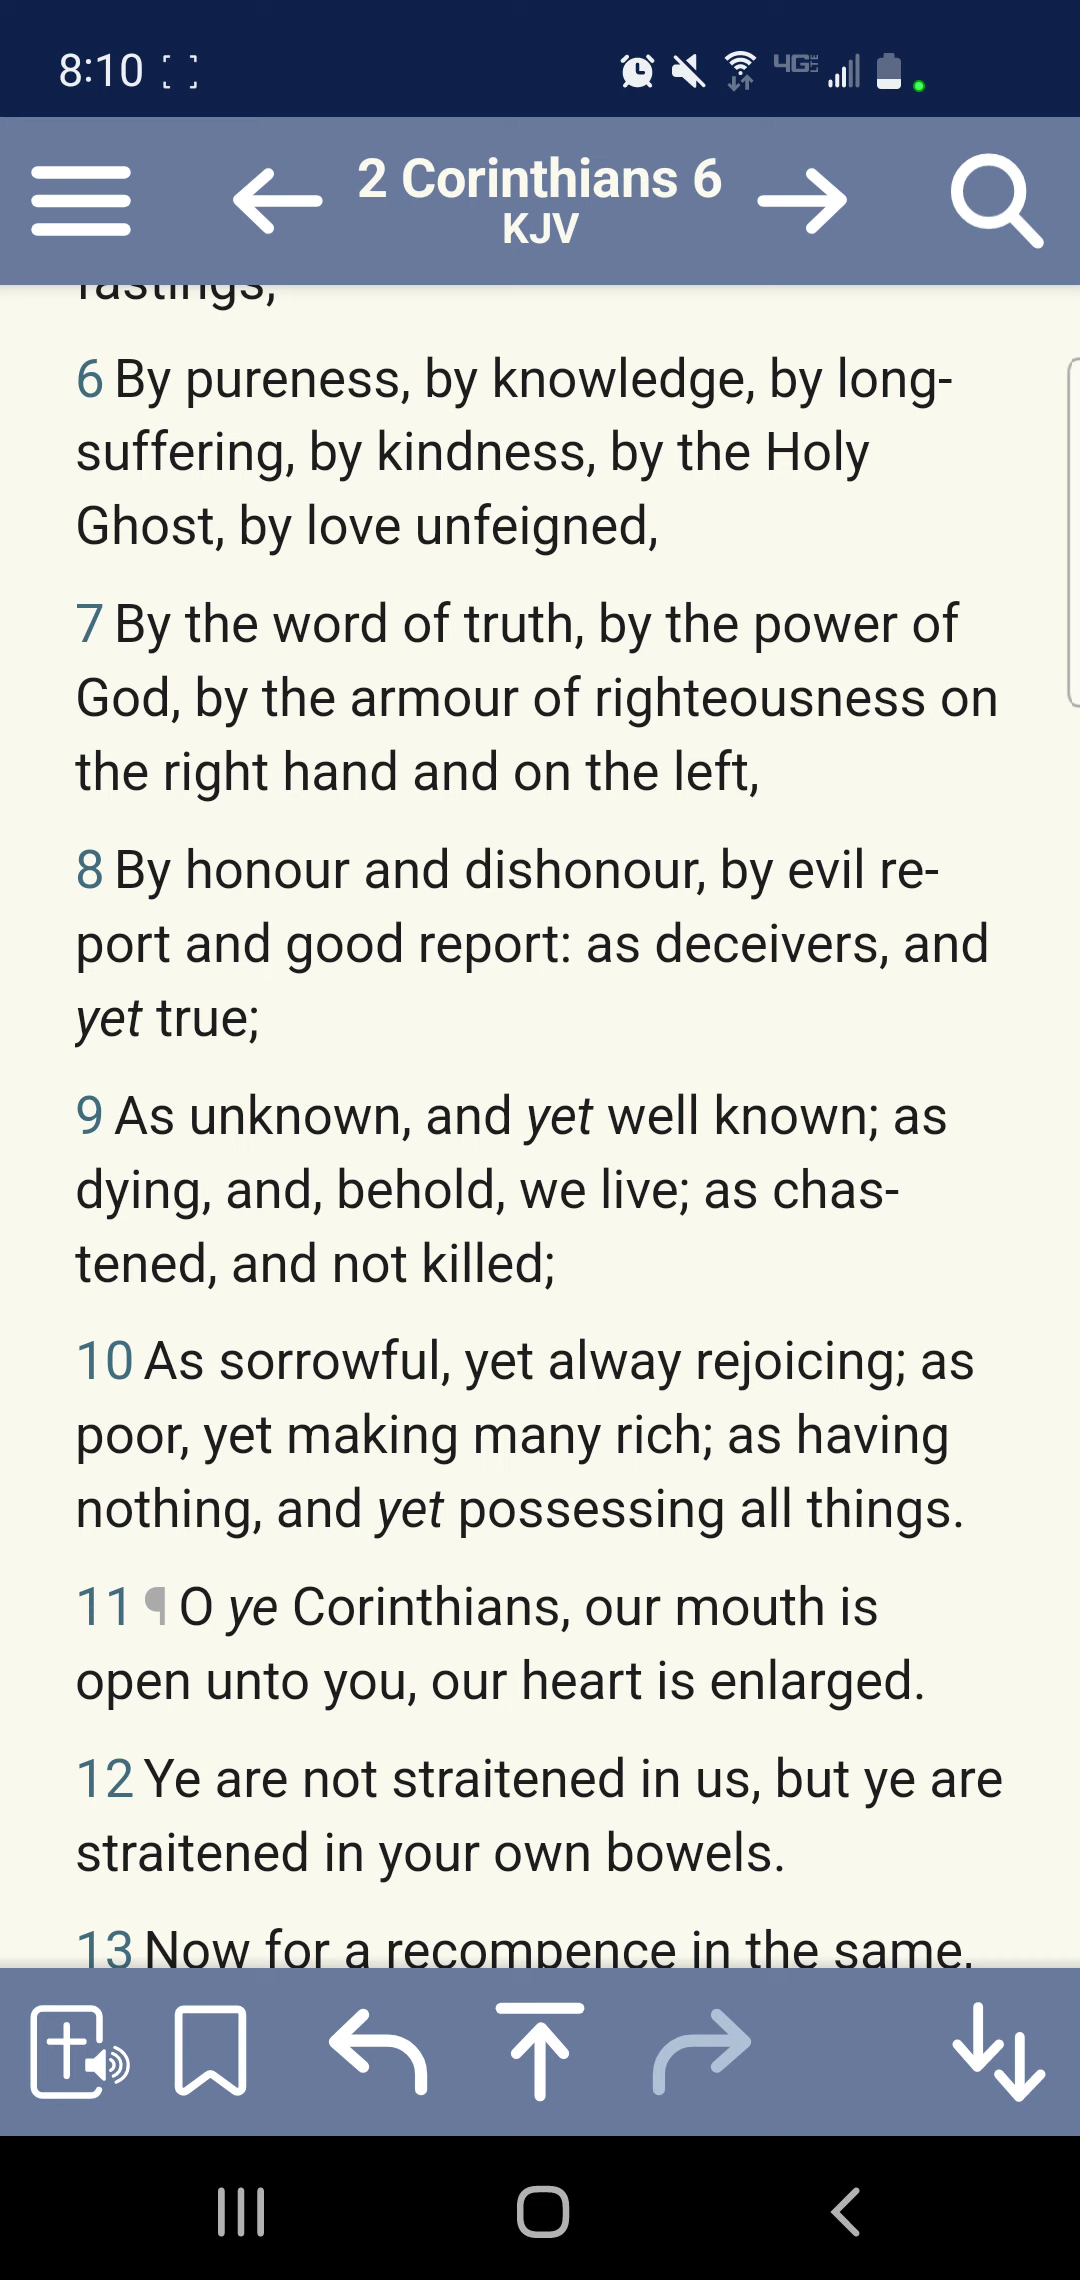 8:10
4G LTE
2 Corinthians 6
KJV
fastings,
6 By pureness, by knowledge, by long-
suffering, by kindness, by the Holy
Ghost, by love unfeigned,
7 By the word of truth, by the power of
God, by the armour of righteousness on
the right hand and on the left,
8 By honour and dishonour, by evil re-
port and good report: as deceivers, and
yet true;
9 As unknown, and yet well known; as
dying, and, behold, we live; as chas-
tened, and not killed;
10 As sorrowful, yet alway rejoicing; as
poor, yet making many rich; as having
nothing, and yet possessing all things.
11 ¶ O ye Corinthians, our mouth is
open unto you, our heart is enlarged.
12 Ye are not straitened in us, but ye are
straitened in your own bowels.
13 Now for a recompence in the same,